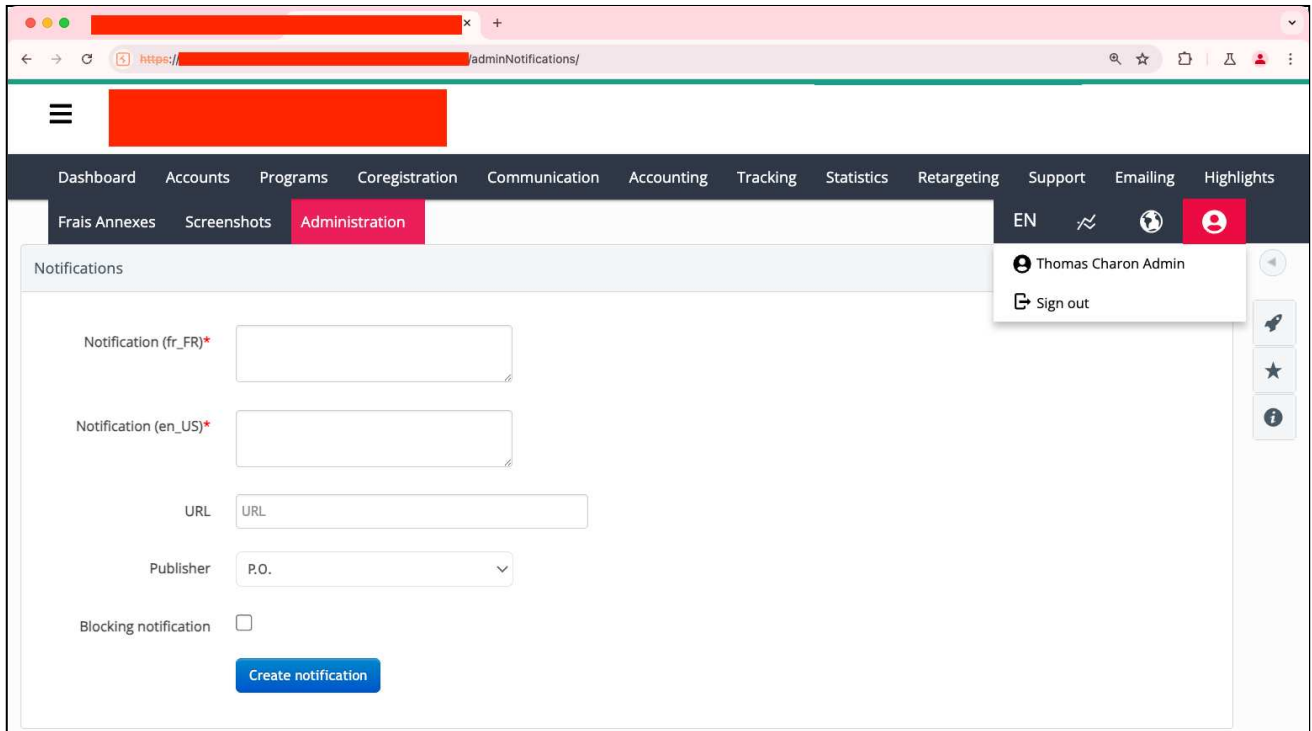 https://
/adminNotifications/
Dashboard Accounts Programs Coregistration Communication Accounting Tracking Statistics Retargeting Support Emailing Highlights
Frais Annexes Screenshots Administration EN
Thomas Charon Admin
Sign out
Notifications
Notification (fr_FR)*
Notification (en_US)*
URL URL
Publisher P.O.
Blocking notification
Create notification